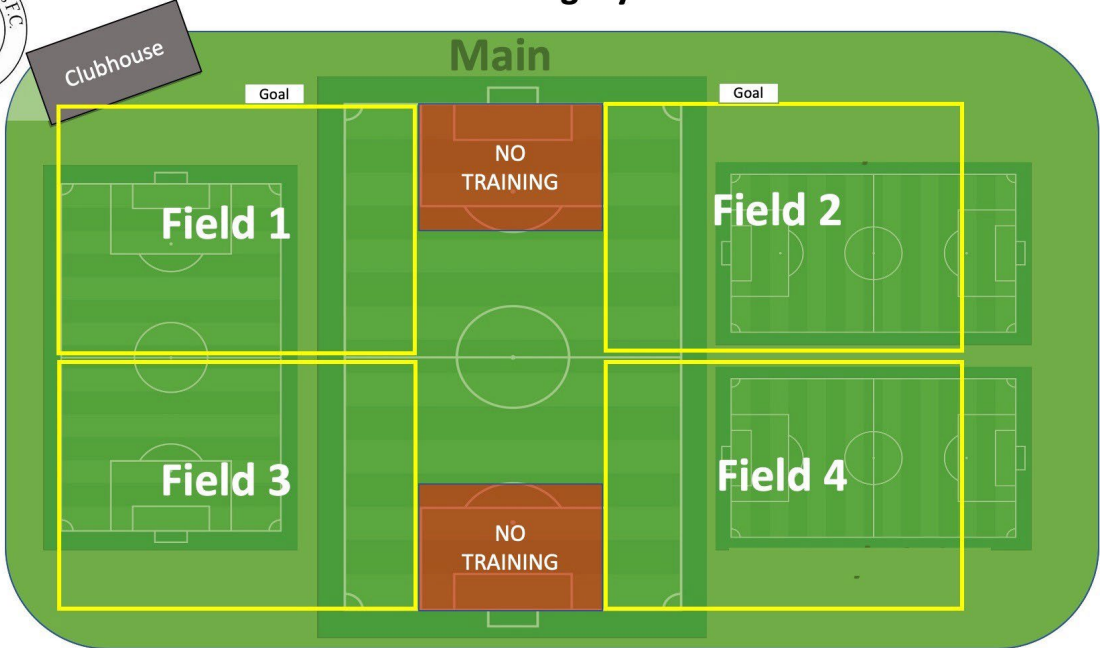 F.C.
Clubhouse
Main
Goal
Goal
NO
TRAINING
Field 1
Field 2
Field 3
Field 4
NO
TRAINING